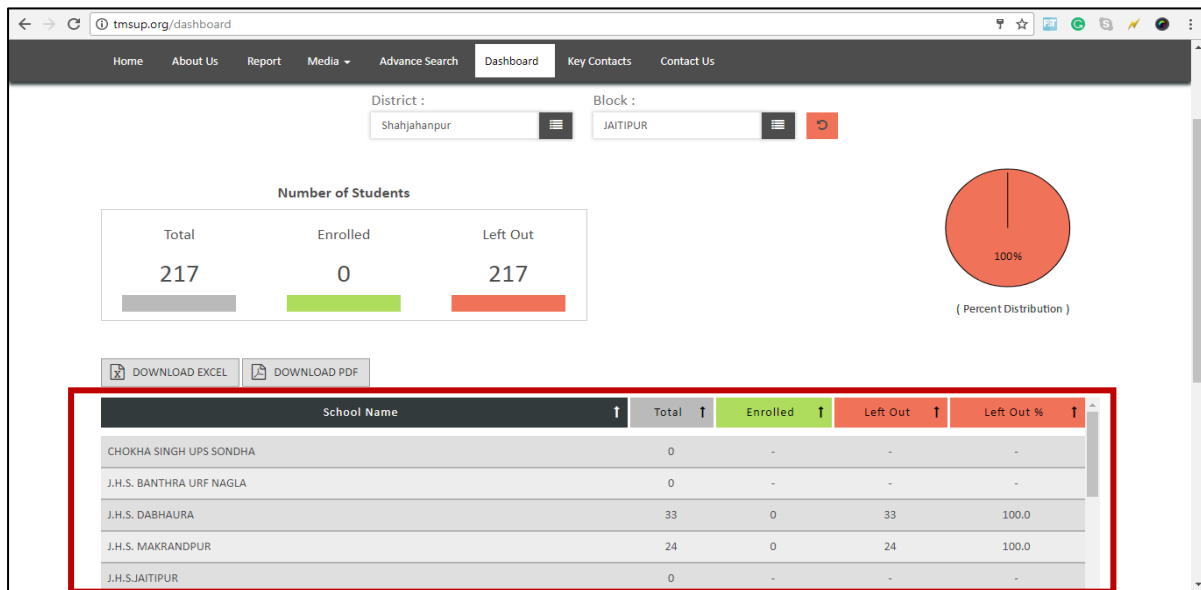 tmsup.org/dashboard
Home About Us Report Media Advance Search Dashboard Key Contacts Contact Us
District : Block :
Shahjahanpur JAITIPUR
Number of Students
Total Enrolled Left Out
217 0 217
100%
( Percent Distribution )
DOWNLOAD EXCEL DOWNLOAD PDF
School Name Total Enrolled Left Out Left Out %
CHOKHA SINGH UPS SONDHA 0 - - -
J.H.S. BANTHRA URF NAGLA 0 - - -
J.H.S. DABHAURA 33 0 33 100.0
J.H.S. MAKRANDPUR 24 0 24 100.0
J.H.S.JAITIPUR 0 - - -